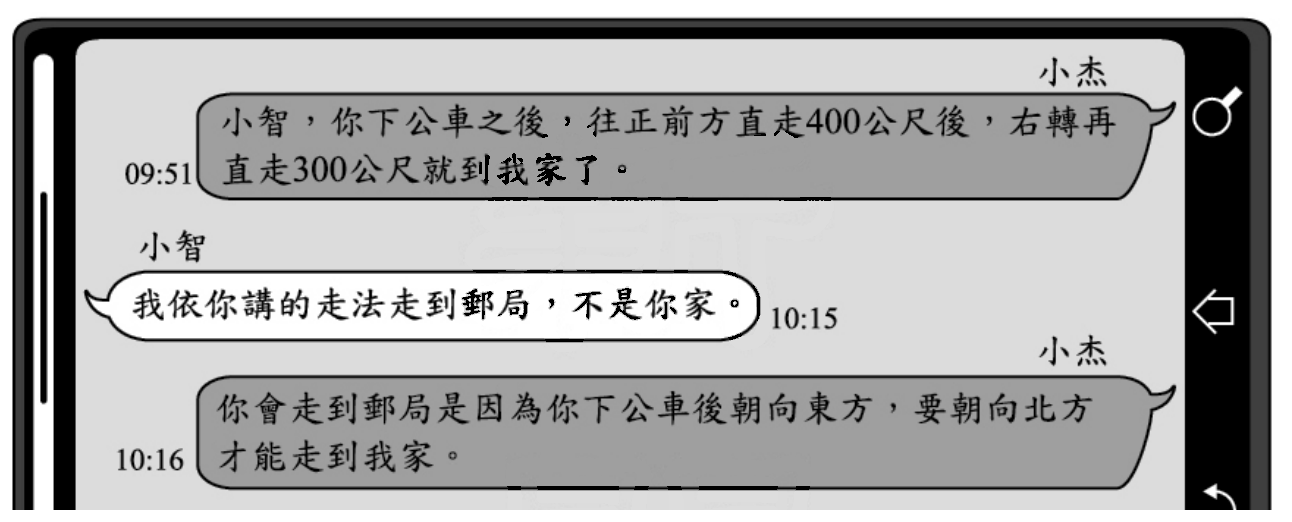 小杰
小智，你下公車之後，往正前方直走400公尺後，右轉再
09:51 直走300公尺就到我家了。
小智
我依你講的走法走到郵局，不是你家。 10:15
小杰
你會走到郵局是因為你下公車後朝向東方，要朝向北方
10:16 才能走到我家。